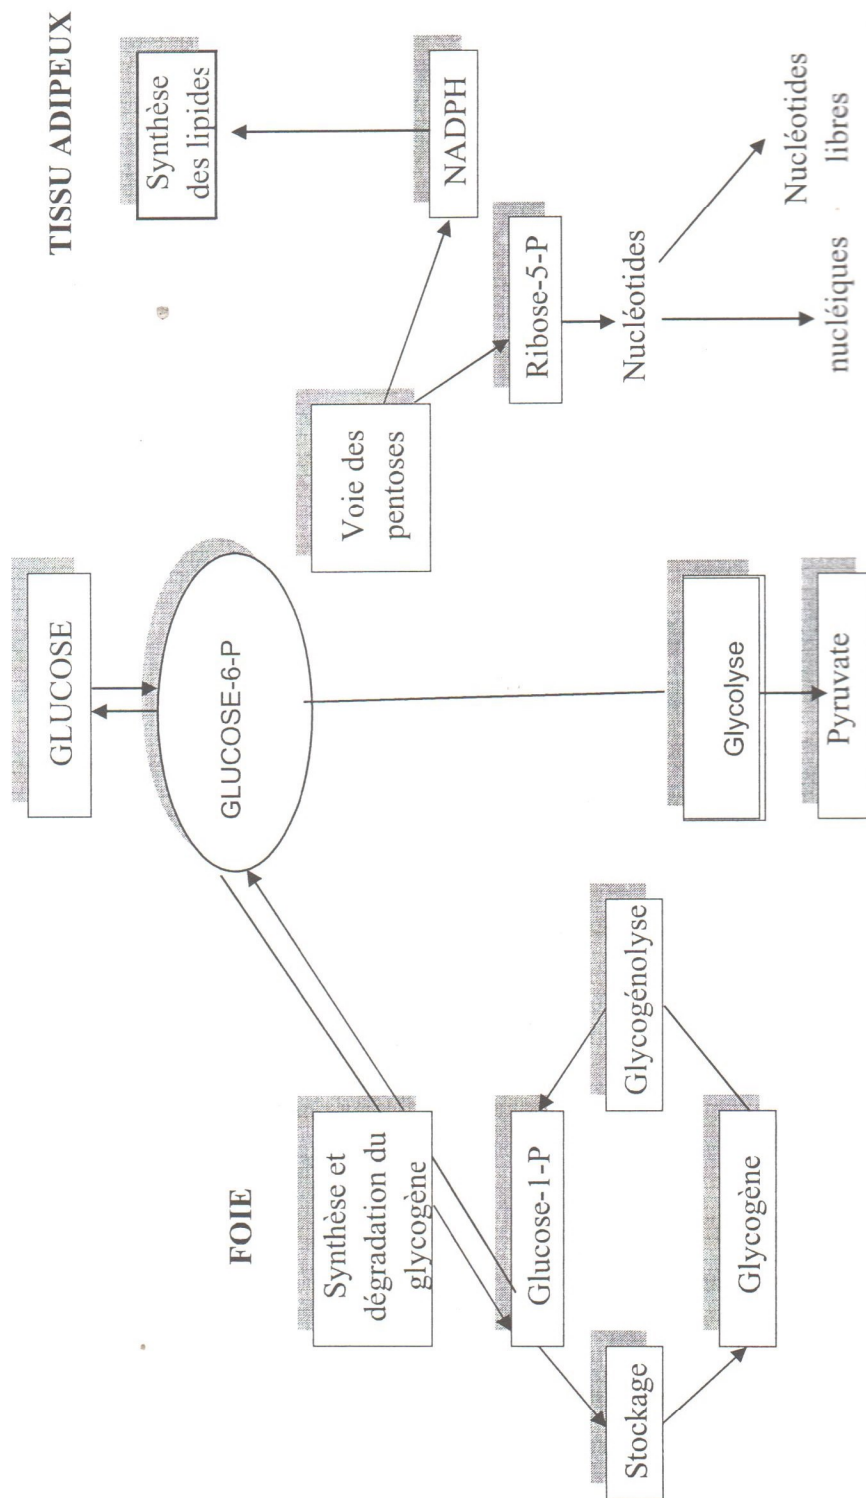 TISSU ADIPEUX
GLUCOSE
GLUCOSE-6-P
FOIE
Synthèse et
dégradation du
glycogène
Glucose-1-P
Stockage
Glycogénolyse
Glycogène
Glycolyse
Pyruvate
Voie des
pentoses
Synthèse
des lipides
NADPH
Ribose-5-P
Nucléotides
nucléiques
Nucléotides
libres